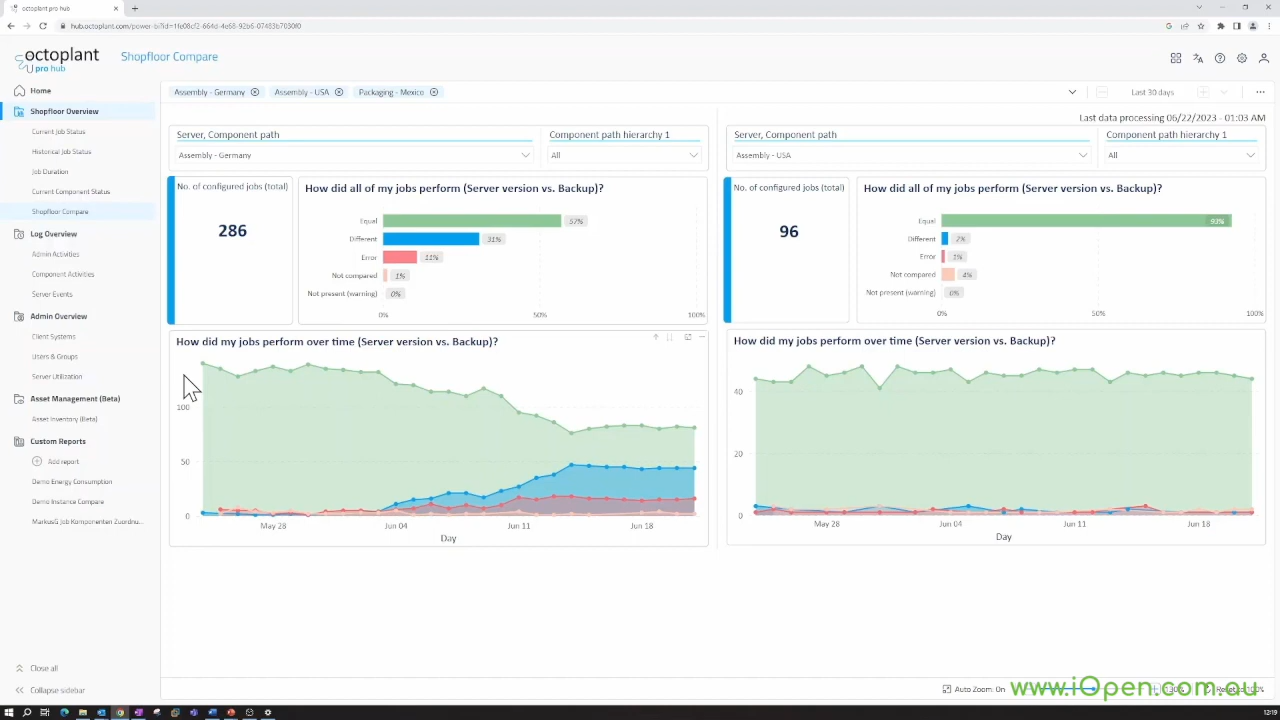 octoplant pro hub
hub.octoplant.com/power-bi?id=1fe08cf2-664d-4e68-92b6-07483b7030f0
octoplant
pro hub
Shopfloor Compare
Home
Shopfloor Overview
Current Job Status
Historical Job Status
Job Duration
Current Component Status
Shopfloor Compare
Log Overview
Admin Activities
Component Activities
Server Events
Admin Overview
Client Systems
Users & Groups
Server Utilization
Asset Management (Beta)
Asset Inventory (Beta)
Custom Reports
Add report
Demo Energy Consumption
Demo Instance Compare
MarkusG Job Komponenten Zuordnu...
Close all
Collapse sidebar
Assembly - Germany
Assembly - USA
Packaging - Mexico
Last 30 days
Last data processing 06/22/2023 - 01:03 AM
Server, Component path
Component path hierarchy 1
Assembly - Germany
All
No. of configured jobs (total)
286
How did all of my jobs perform (Server version vs. Backup)?
Equal 57%
Different 31%
Error 11%
Not compared 1%
Not present (warning) 0%
0% 50% 100%
How did my jobs perform over time (Server version vs. Backup)?
100
50
0
May 28 Jun 04 Jun 11 Jun 18
Day
Server, Component path
Component path hierarchy 1
Assembly - USA
All
No. of configured jobs (total)
96
How did all of my jobs perform (Server version vs. Backup)?
Equal 93%
Different 2%
Error 1%
Not compared 4%
Not present (warning) 0%
0% 50% 100%
How did my jobs perform over time (Server version vs. Backup)?
40
20
0
May 28 Jun 04 Jun 11 Jun 18
Day
Auto Zoom: On
www.iOpen.com.au
12:19